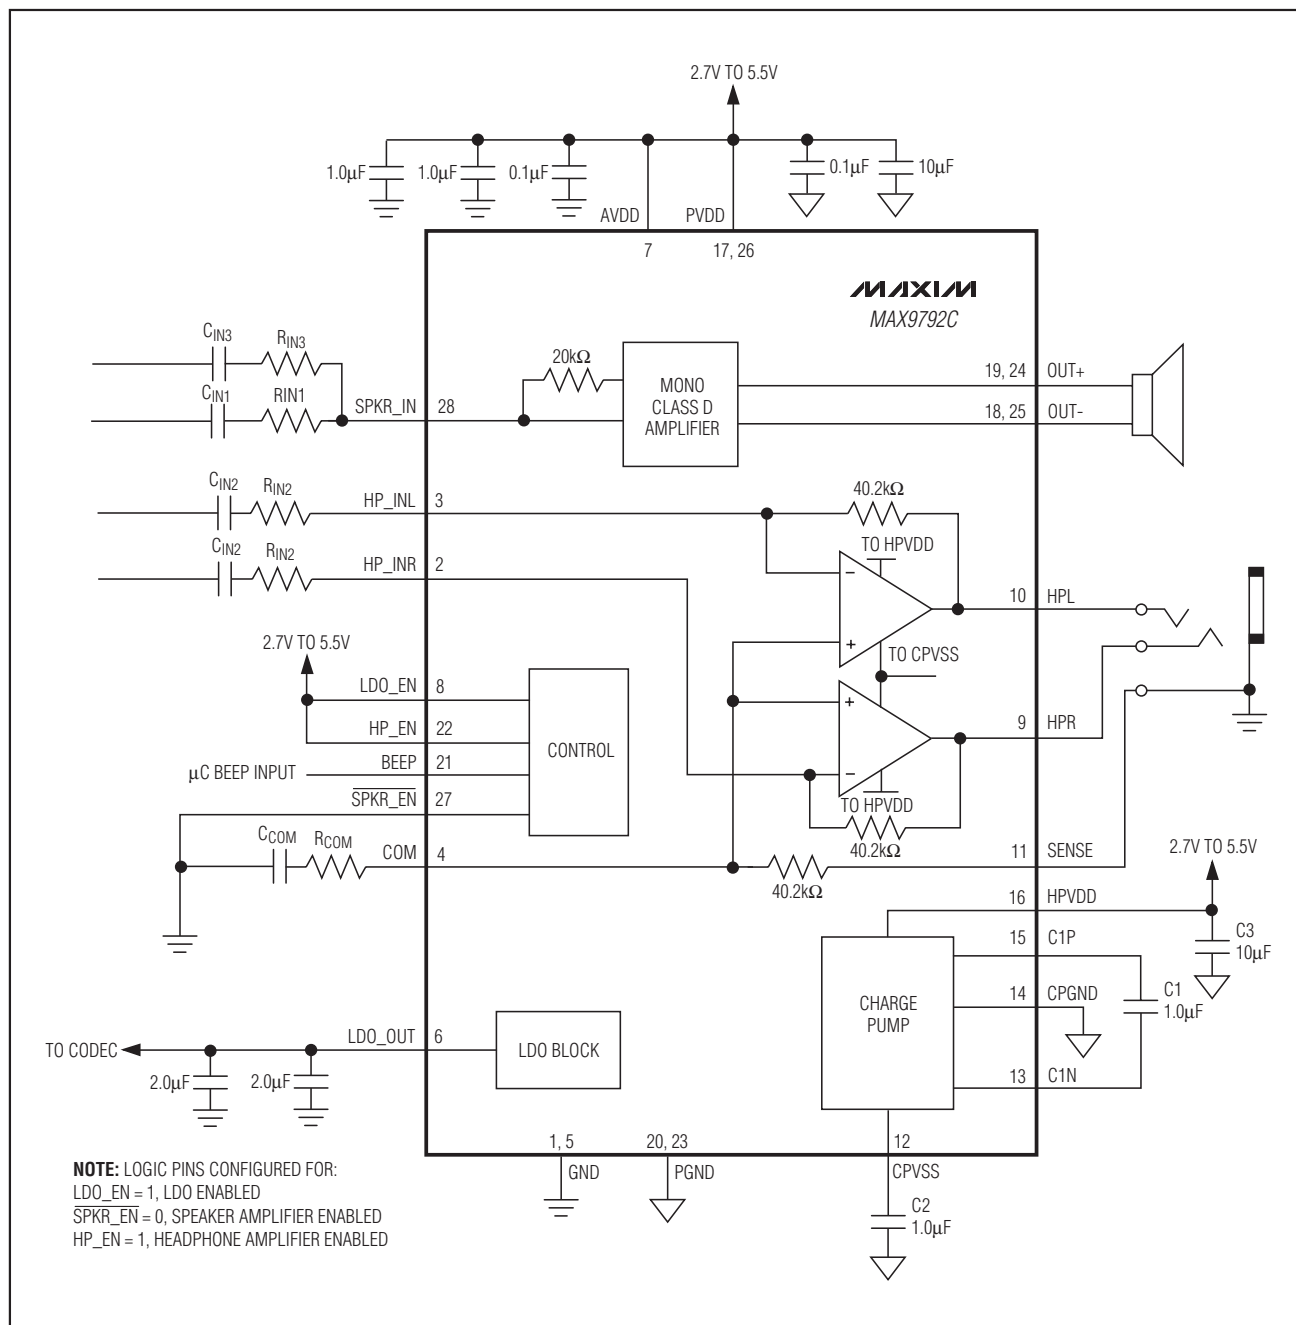 2.7V TO 5.5V
1.0μF
1.0μF
0.1μF
0.1μF
10μF
AVDD
PVDD
7
17, 26
MAXIM
MAX9792C
CIN3
RIN3
20kΩ
MONO
CLASS D
AMPLIFIER
19, 24
OUT+
CIN1
RIN1
SPKR_IN
28
18, 25
OUT-
CIN2
RIN2
HP_INL
3
40.2kΩ
CIN2
RIN2
HP_INR
2
TO HPVDD
−
+
10
HPL
2.7V TO 5.5V
TO CPVSS
LDO_EN
8
+
−
9
HPR
HP_EN
22
CONTROL
μC BEEP INPUT
BEEP
21
SPKR_EN
27
TO HPVDD
40.2kΩ
CCOM
RCOM
COM
4
40.2kΩ
11
SENSE
2.7V TO 5.5V
16
HPVDD
15
C1P
C3
10μF
CHARGE
PUMP
14
CPGND
C1
1.0μF
13
C1N
TO CODEC
LDO_OUT
6
LDO BLOCK
2.0μF
2.0μF
1, 5
GND
20, 23
PGND
12
CPVSS
C2
1.0μF
NOTE: LOGIC PINS CONFIGURED FOR:
LDO_EN = 1, LDO ENABLED
SPKR_EN = 0, SPEAKER AMPLIFIER ENABLED
HP_EN = 1, HEADPHONE AMPLIFIER ENABLED